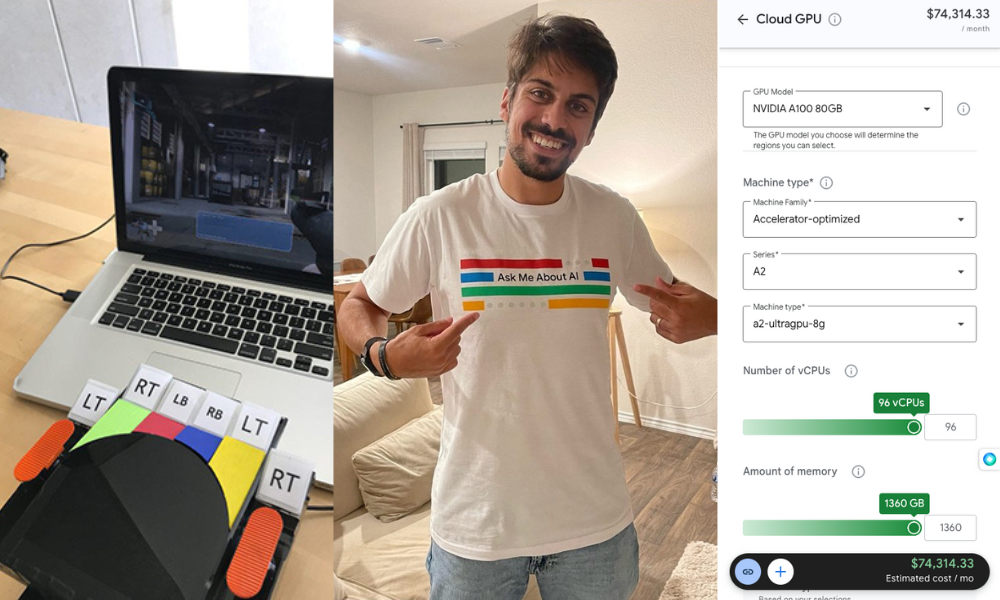 LT
RT
LB
RB
LT
RT
Ask Me About AI
Cloud GPU
$74,314.33
/ month
GPU Model
NVIDIA A100 80GB
The GPU model you choose will determine the
regions you can select.
Machine type*
Machine Family*
Accelerator-optimized
Series*
A2
Machine type*
a2-ultragpu-8g
Number of vCPUs
96 vCPUs
96
Amount of memory
1360 GB
1360
$74,314.33
Estimated cost / mo
Based on your selections